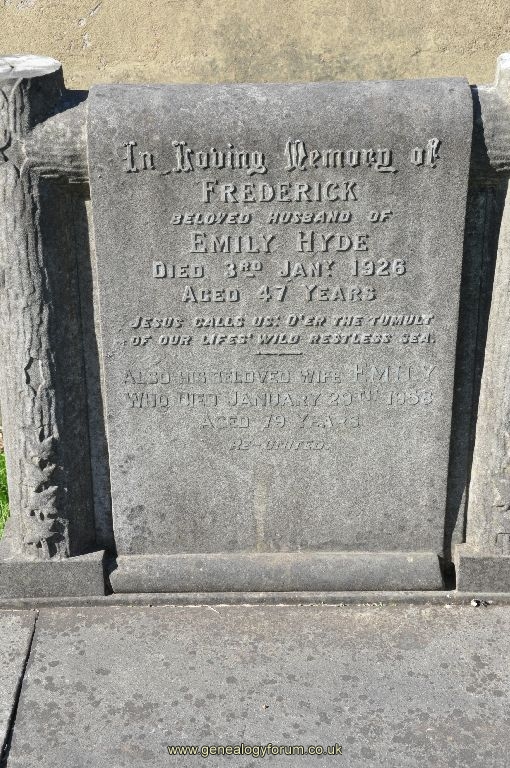 In Loving Memory of
FREDERICK
BELOVED HUSBAND OF
EMILY HYDE
DIED 3RD JANY 1926
AGED 47 YEARS
JESUS CALLS US: O'ER THE TUMULT
OF OUR LIFES' WILD RESTLESS SEA.
ALSO HIS BELOVED WIFE EMILY
WHO DIED JANUARY 29TH 1958
AGED 79 YEARS
RE-UNITED.
www.genealogyforum.co.uk